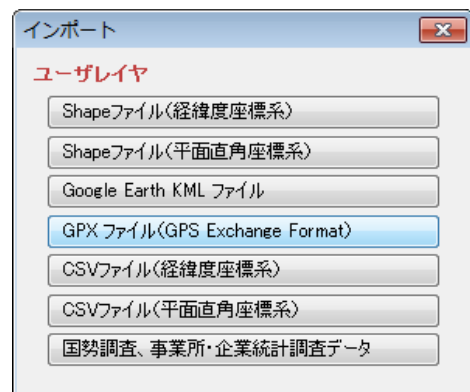 インポート
ユーザレイヤ
Shapeファイル(経緯度座標系)
Shapeファイル(平面直角座標系)
Google Earth KML ファイル
GPX ファイル(GPS Exchange Format)
CSVファイル(経緯度座標系)
CSVファイル(平面直角座標系)
国勢調査、事業所・企業統計調査データ